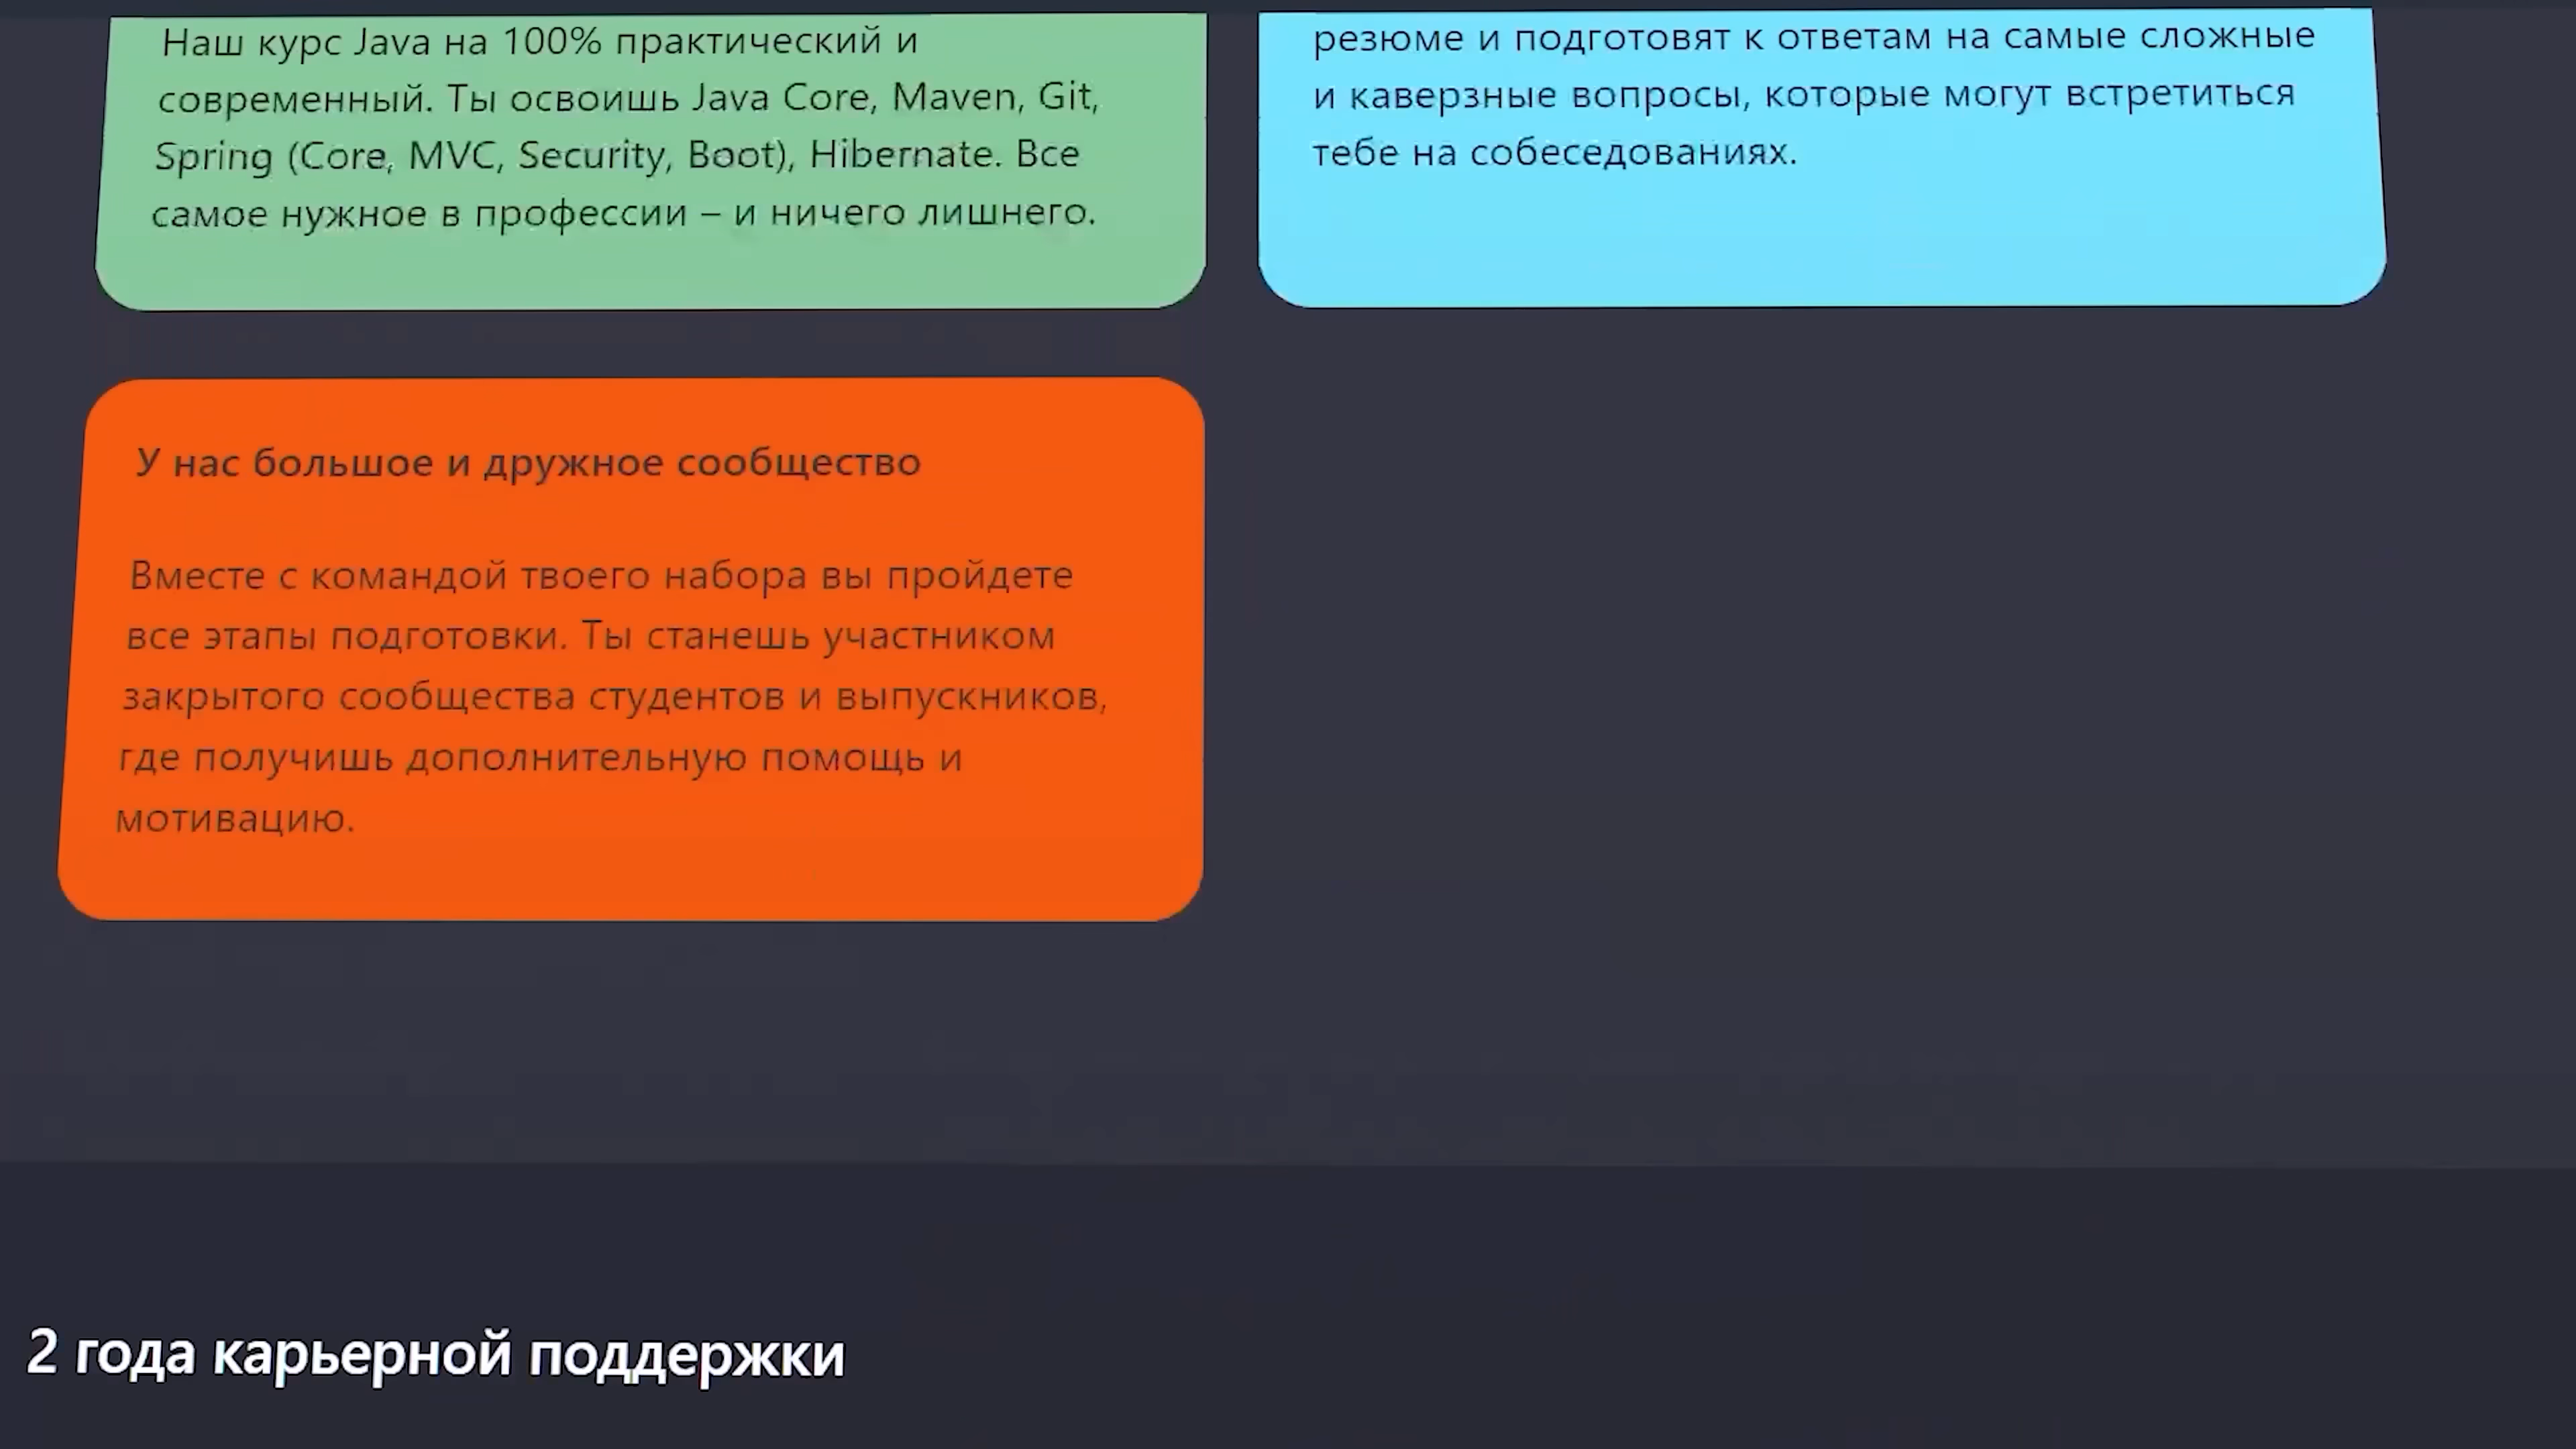 Наш курс Java на 100% практический и
современный. Ты освоишь Java Core, Maven, Git,
Spring (Core, MVC, Security, Boot), Hibernate. Все
самое нужное в профессии – и ничего лишнего.
резюме и подготовят к ответам на самые сложные
и каверзные вопросы, которые могут встретиться
тебе на собеседованиях.
У нас большое и дружное сообщество
Вместе с командой твоего набора вы пройдете
все этапы подготовки. Ты станешь участником
закрытого сообщества студентов и выпускников,
где получишь дополнительную помощь и
мотивацию.
2 года карьерной поддержки